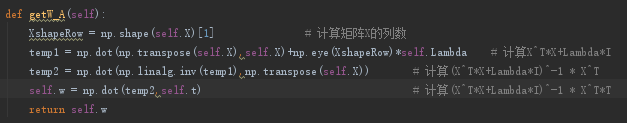 def getW_A(self):
XshapeRow = np.shape(self.X)[1] # 计算矩阵X的列数
temp1 = np.dot(np.transpose(self.X),self.X)+np.eye(XshapeRow)*self.Lambda # 计算X^T*X+Lambda*I
temp2 = np.dot(np.linalg.inv(temp1),np.transpose(self.X)) # 计算(X^T*X+Lambda*I)^-1 * X^T
self.w = np.dot(temp2,self.t) # 计算(X^T*X+Lambda*I)^-1 * X^T*T
return self.w